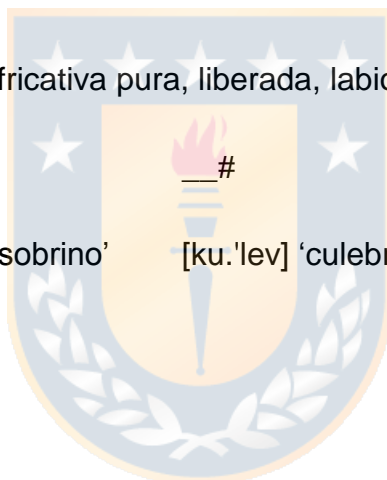 fricativa pura, liberada, labio
__#
sobrino’ [ku.'lev] ‘culebr